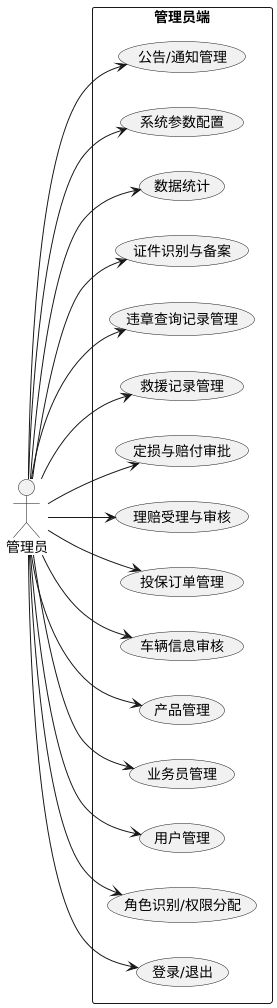 管理员端
公告/通知管理
系统参数配置
数据统计
证件识别与备案
违章查询记录管理
救援记录管理
定损与赔付审批
理赔受理与审核
管理员
投保订单管理
车辆信息审核
产品管理
业务员管理
用户管理
角色识别/权限分配
登录/退出